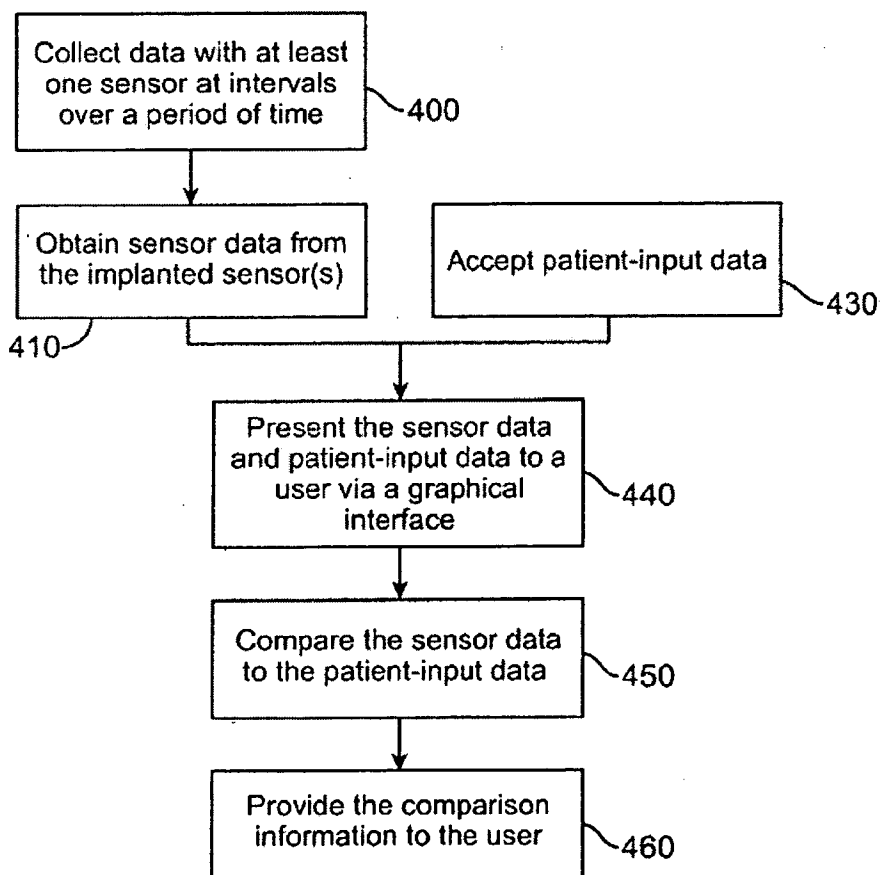 Collect data with at least
one sensor at intervals
over a period of time
400
Obtain sensor data from
the implanted sensor(s)
410
Accept patient-input data
430
Present the sensor data
and patient-input data to a
user via a graphical
interface
440
Compare the sensor data
to the patient-input data
450
Provide the comparison
information to the user
460